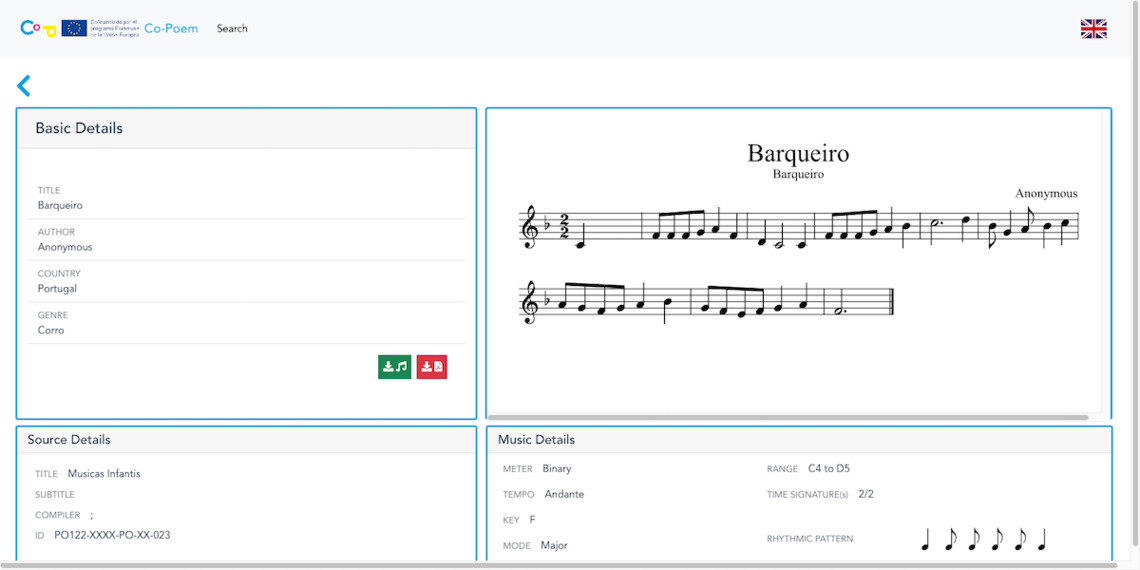 CoP
Cofinanciado por el
programa Erasmus+
de la Unión Europea
Co-Poem
Search
Basic Details
TITLE
Barqueiro
AUTHOR
Anonymous
COUNTRY
Portugal
GENRE
Corro
Barqueiro
Barqueiro
Anonymous
2
2
Source Details
TITLE Musicas Infantis
SUBTITLE
COMPILER ;
ID PO122-XXXX-PO-XX-023
Music Details
METER Binary
RANGE C4 to D5
TEMPO Andante
TIME SIGNATURE(s) 2/2
KEY F
MODE Major
RHYTHMIC PATTERN